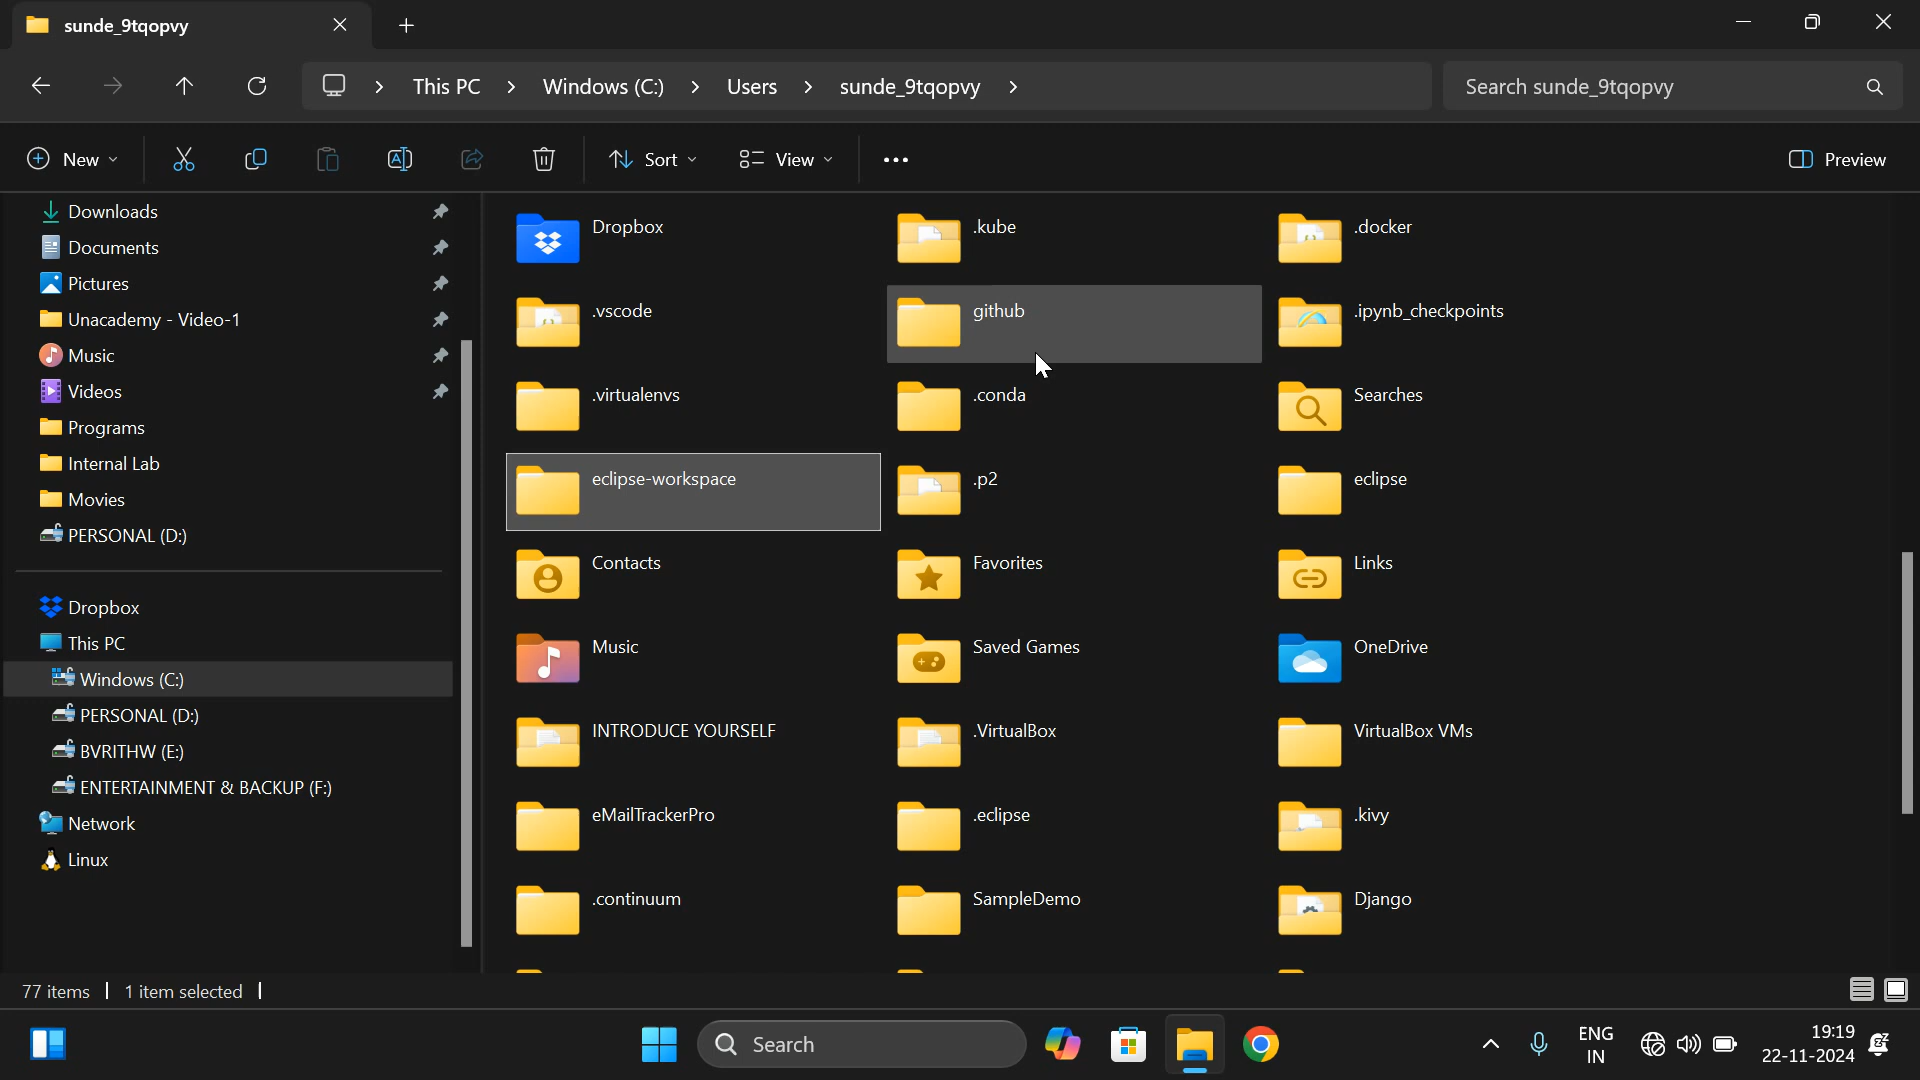 sunde_9tqopvy
This PC > Windows (C:) > Users > sunde_9tqopvy >
Search sunde_9tqopvy
New
Sort
View
Preview
Downloads
Documents
Pictures
Unacademy - Video-1
Music
Videos
Programs
Internal Lab
Movies
PERSONAL (D:)
Dropbox
This PC
Windows (C:)
PERSONAL (D:)
BVRITHW (E:)
ENTERTAINMENT & BACKUP (F:)
Network
Linux
Dropbox .kube .docker
.vscode github .ipynb_checkpoints
.virtualenvs .conda Searches
eclipse-workspace .p2 eclipse
Contacts Favorites Links
Music Saved Games OneDrive
INTRODUCE YOURSELF .VirtualBox VirtualBox VMs
eMailTrackerPro .eclipse .kivy
.continuum SampleDemo Django
77 items | 1 item selected |
Search
ENG
IN
19:19
22-11-2024